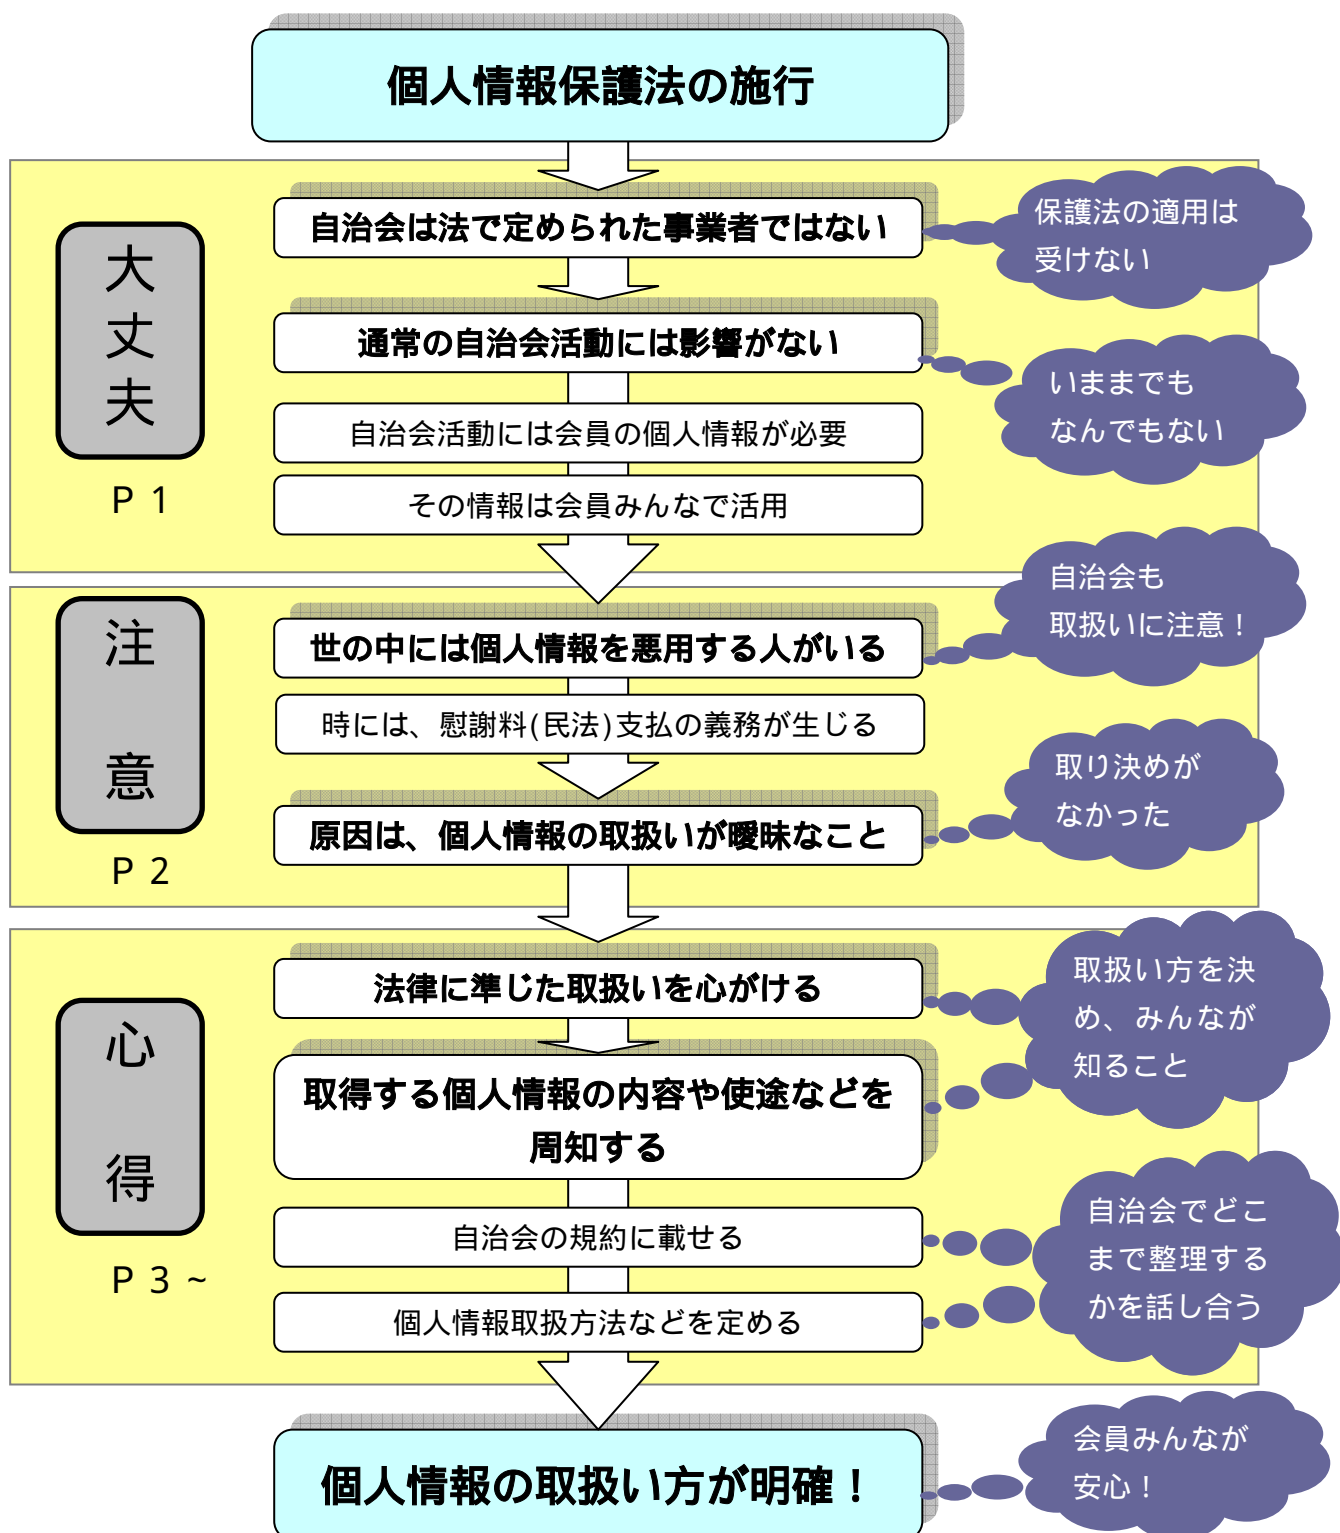 個人情報保護法の施行
大丈夫
P 1
自治会は法で定められた事業者ではない
保護法の適用は
受けない
通常の自治会活動には影響がない
いままでも
なんでもない
自治会活動には会員の個人情報が必要
その情報は会員みんなで活用
注意
P 2
世の中には個人情報を悪用する人がいる
自治会も
取扱いに注意！
時には、慰謝料(民法)支払の義務が生じる
原因は、個人情報の取扱いが曖昧なこと
取り決めが
なかった
心得
P 3 ~
法律に準じた取扱いを心がける
取扱い方を決
め、みんなが
知ること
取得する個人情報の内容や使途などを
周知する
自治会の規約に載せる
自治会でどこ
まで整理する
かを話し合う
個人情報取扱方法などを定める
個人情報の取扱い方が明確！
会員みんなが
安心！